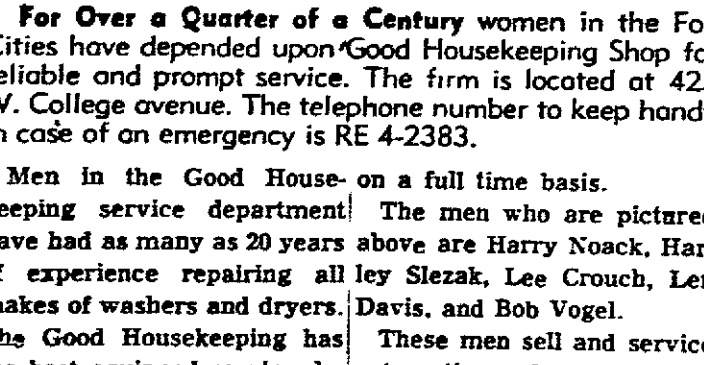 For Over a Quarter of a Century women in the Fo
Cities have depended upon Good Housekeeping Shop fo
eliable and prompt service. The firm is located at 42
W. College avenue. The telephone number to keep hand
n case of an emergency is RE 4-2383.
Men in the Good House-
eeping service department
ave had as many as 20 years
f experience repairing all
makes of washers and dryers.
The Good Housekeeping has
on a full time basis.
The men who are pictured
above are Harry Noack, Har
ley Slezak, Lee Crouch, Len
Davis, and Bob Vogel.
These men sell and service